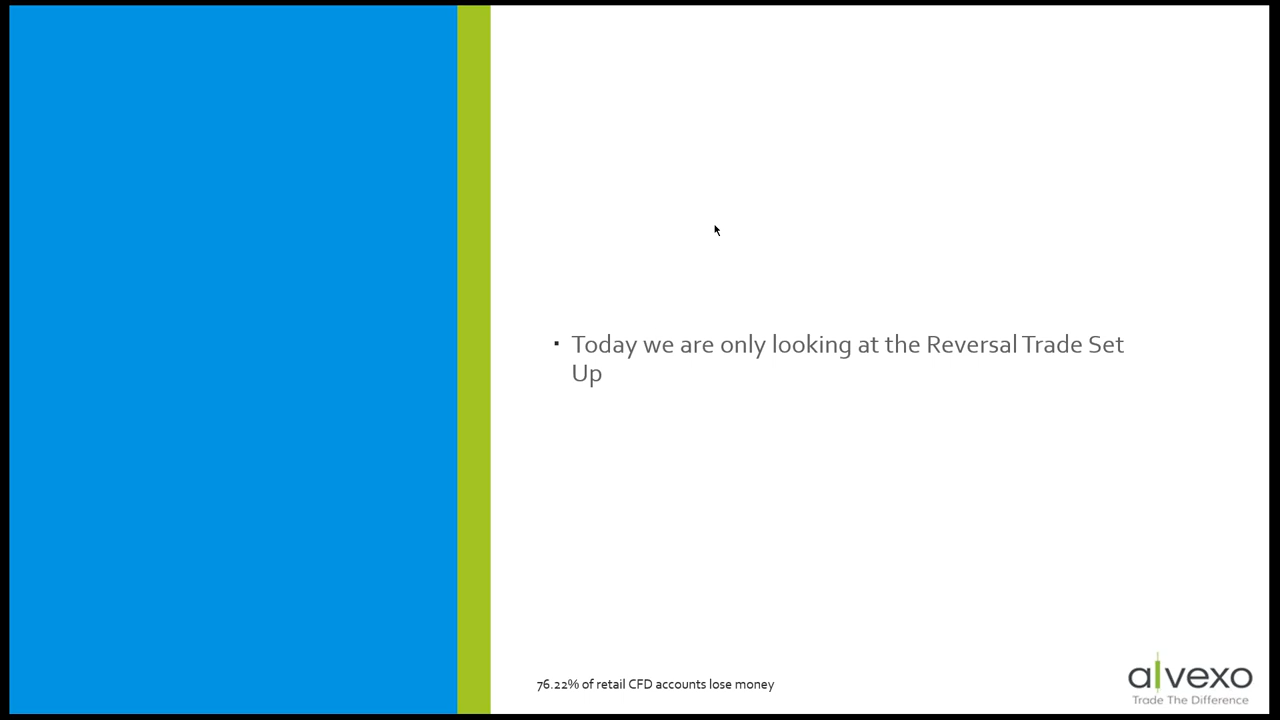 ▪ Today we are only looking at the Reversal Trade Set
Up
76.22% of retail CFD accounts lose money
alvexo
Trade The Difference